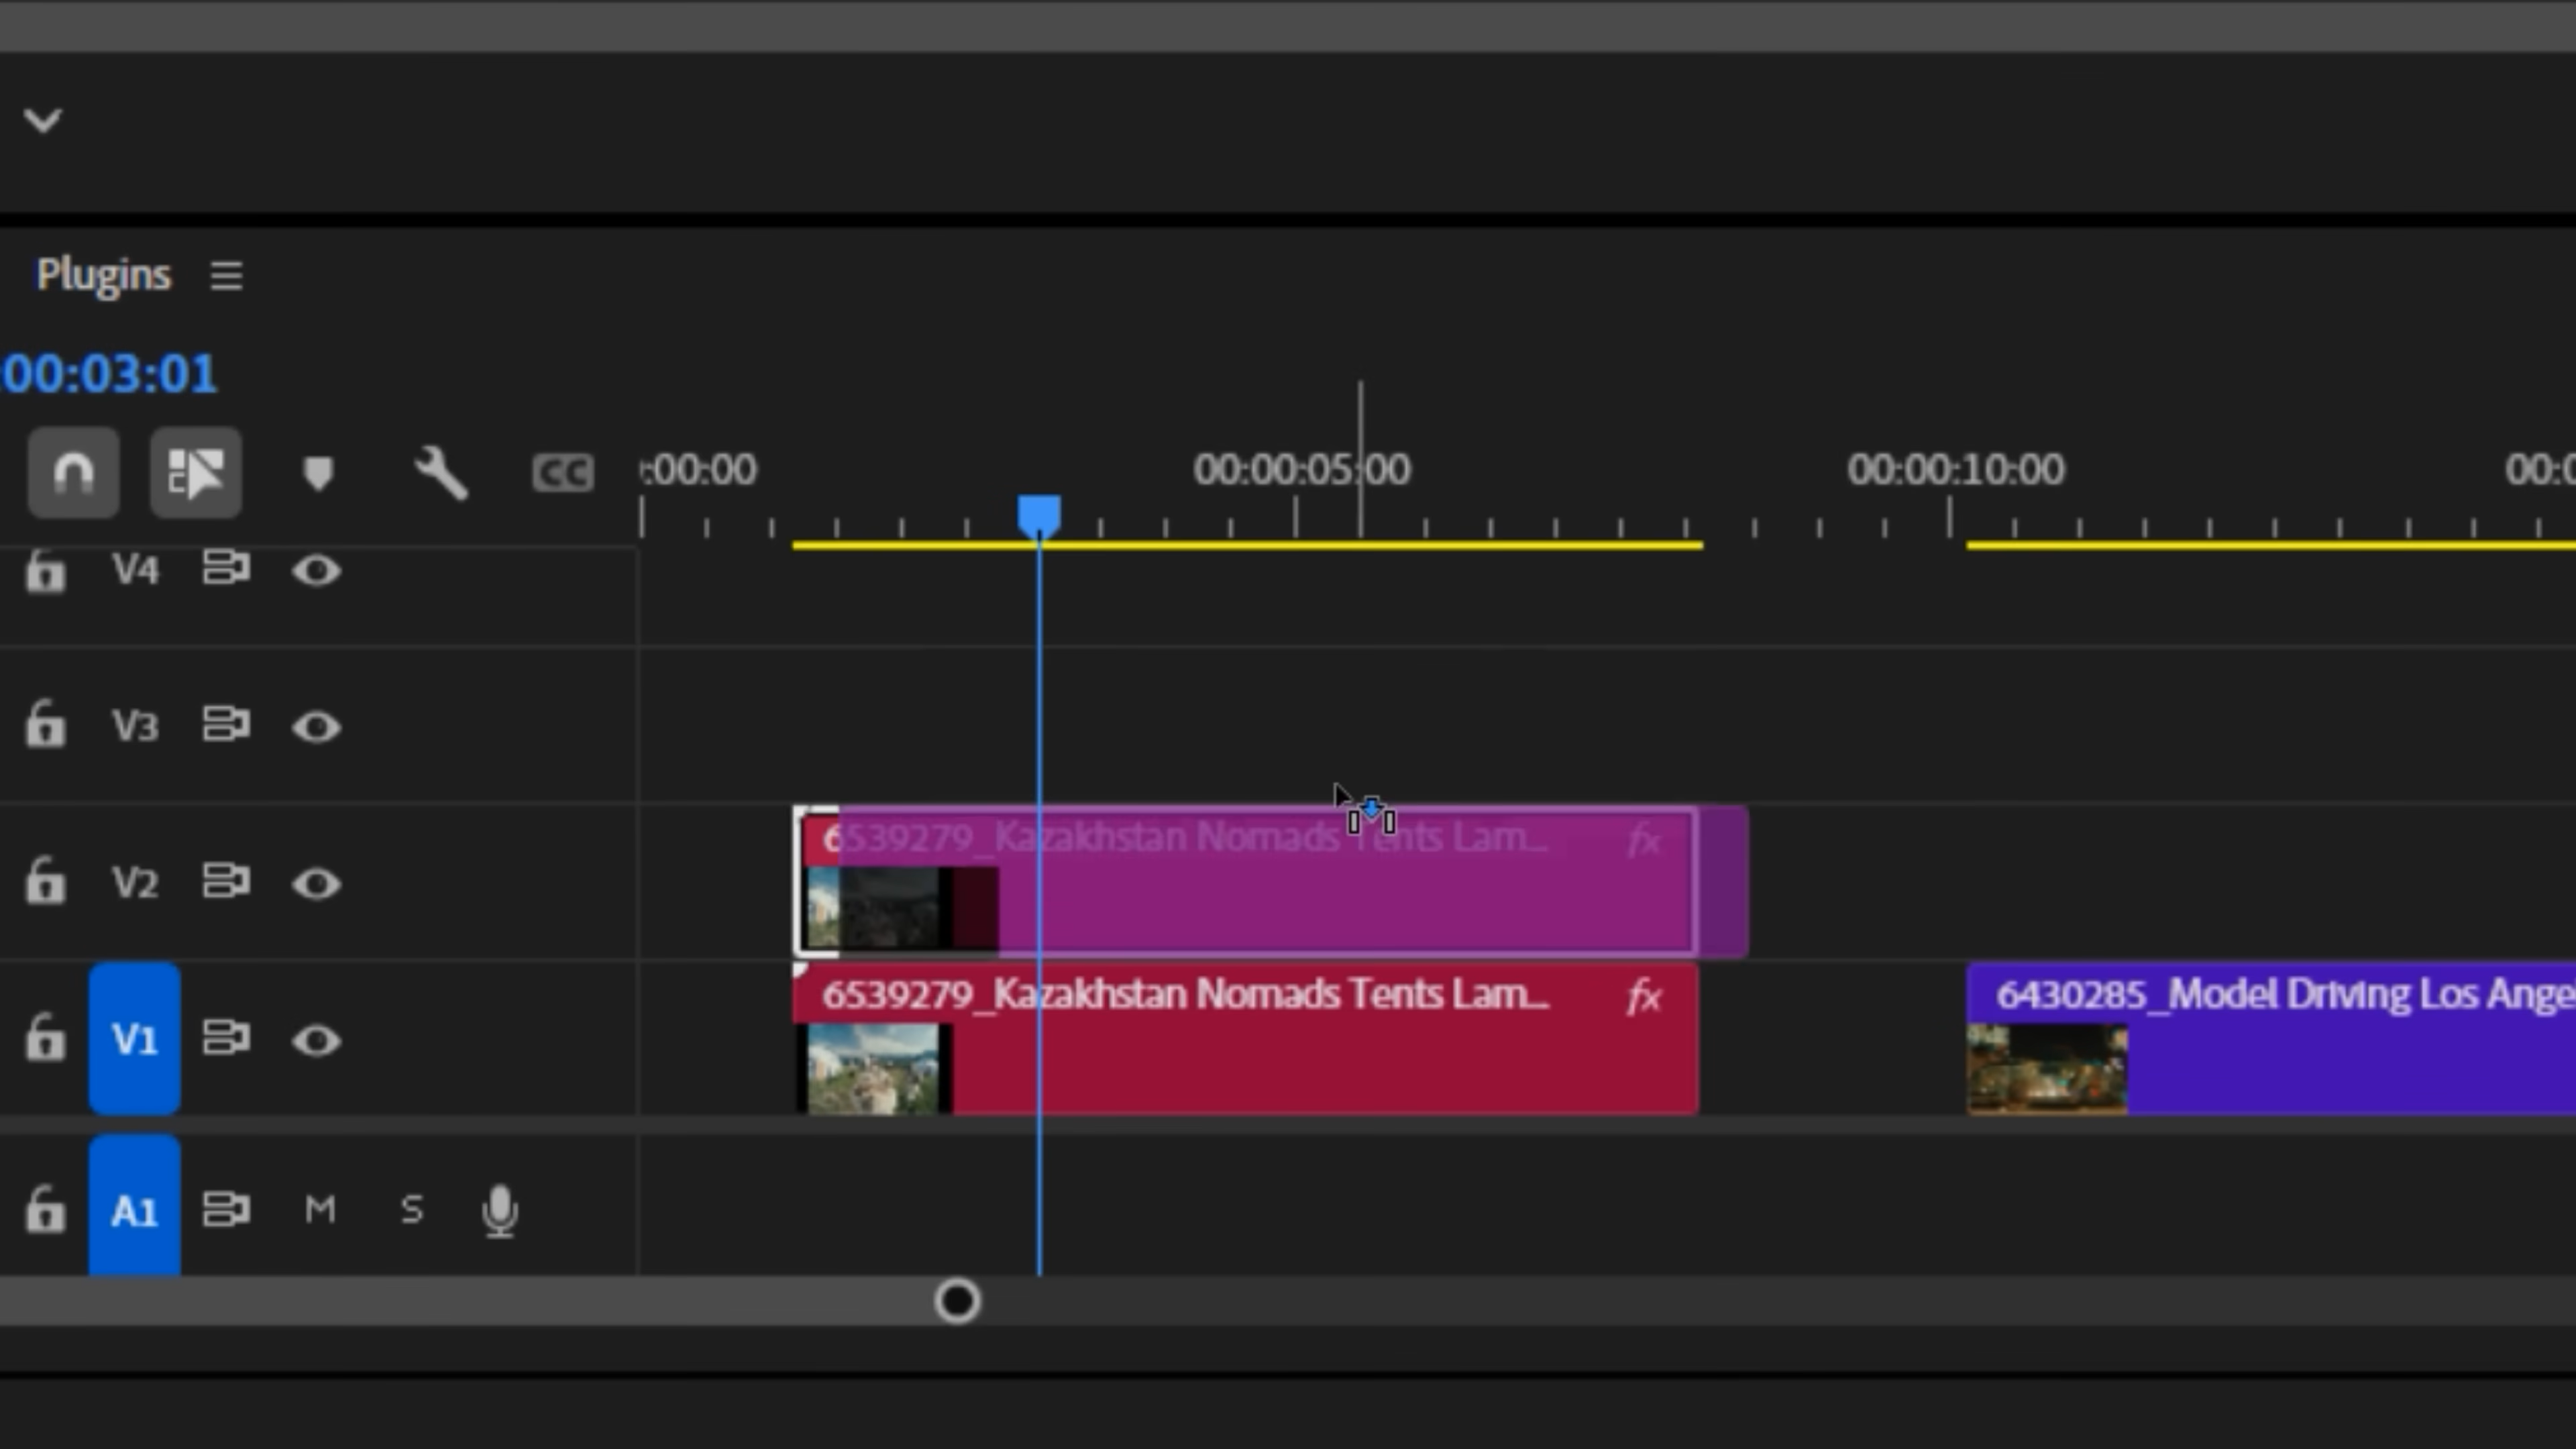 Plugins
:00:03:01
CC :00:00 00:00:05:00 00:00:10:00 00:0
V4
V3
V2 6539279_Kazakhstan Nomads Tents Lam... fx
V1 6539279_Kazakhstan Nomads Tents Lam... fx 6430285_Model Driving Los Ange
A1 M S